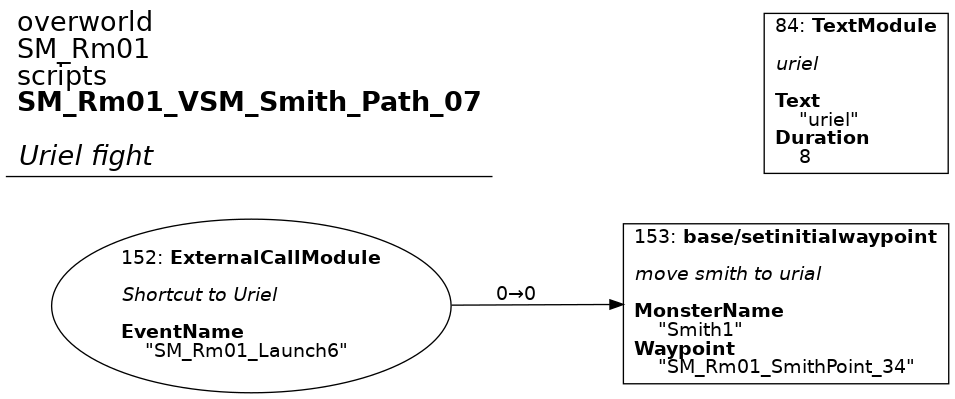 overworld
SM_Rm01
scripts
SM_Rm01_VSM_Smith_Path_07
Uriel fight
84: TextModule
uriel
Text
"uriel"
Duration
8
152: ExternalCallModule
Shortcut to Uriel
EventName
"SM_Rm01_Launch6"
0→0
153: base/setinitialwaypoint
move smith to urial
MonsterName
"Smith1"
Waypoint
"SM_Rm01_SmithPoint_34"